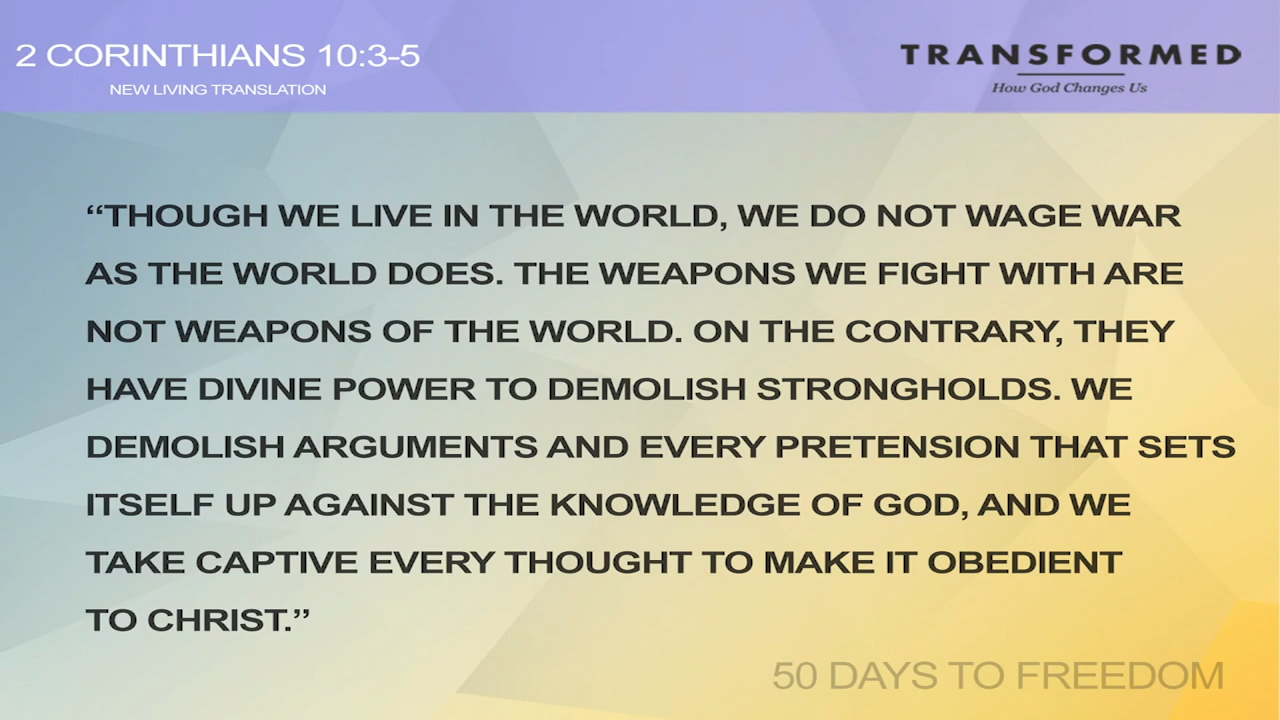 2 CORINTHIANS 10:3-5
NEW LIVING TRANSLATION
TRANSFORMED
How God Changes Us
“THOUGH WE LIVE IN THE WORLD, WE DO NOT WAGE WAR
AS THE WORLD DOES. THE WEAPONS WE FIGHT WITH ARE
NOT WEAPONS OF THE WORLD. ON THE CONTRARY, THEY
HAVE DIVINE POWER TO DEMOLISH STRONGHOLDS. WE
DEMOLISH ARGUMENTS AND EVERY PRETENSION THAT SETS
ITSELF UP AGAINST THE KNOWLEDGE OF GOD, AND WE
TAKE CAPTIVE EVERY THOUGHT TO MAKE IT OBEDIENT
TO CHRIST.”
50 DAYS TO FREEDOM